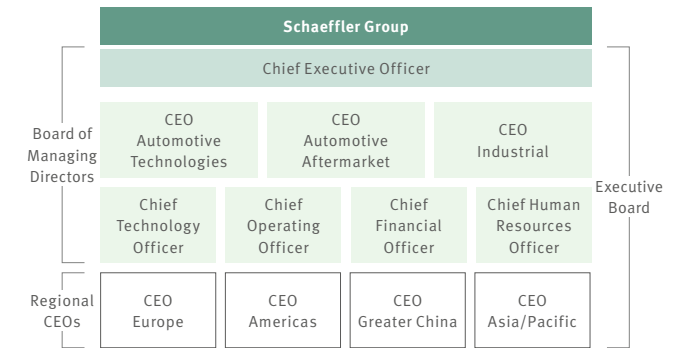 Schaeffler Group
Chief Executive Officer
Board of
Managing
Directors
CEO
Automotive
Technologies
CEO
Automotive
Aftermarket
CEO
Industrial
Chief
Technology
Officer
Chief
Operating
Officer
Chief
Financial
Officer
Chief Human
Resources
Officer
Executive
Board
Regional
CEOs
CEO
Europe
CEO
Americas
CEO
Greater China
CEO
Asia/Pacific